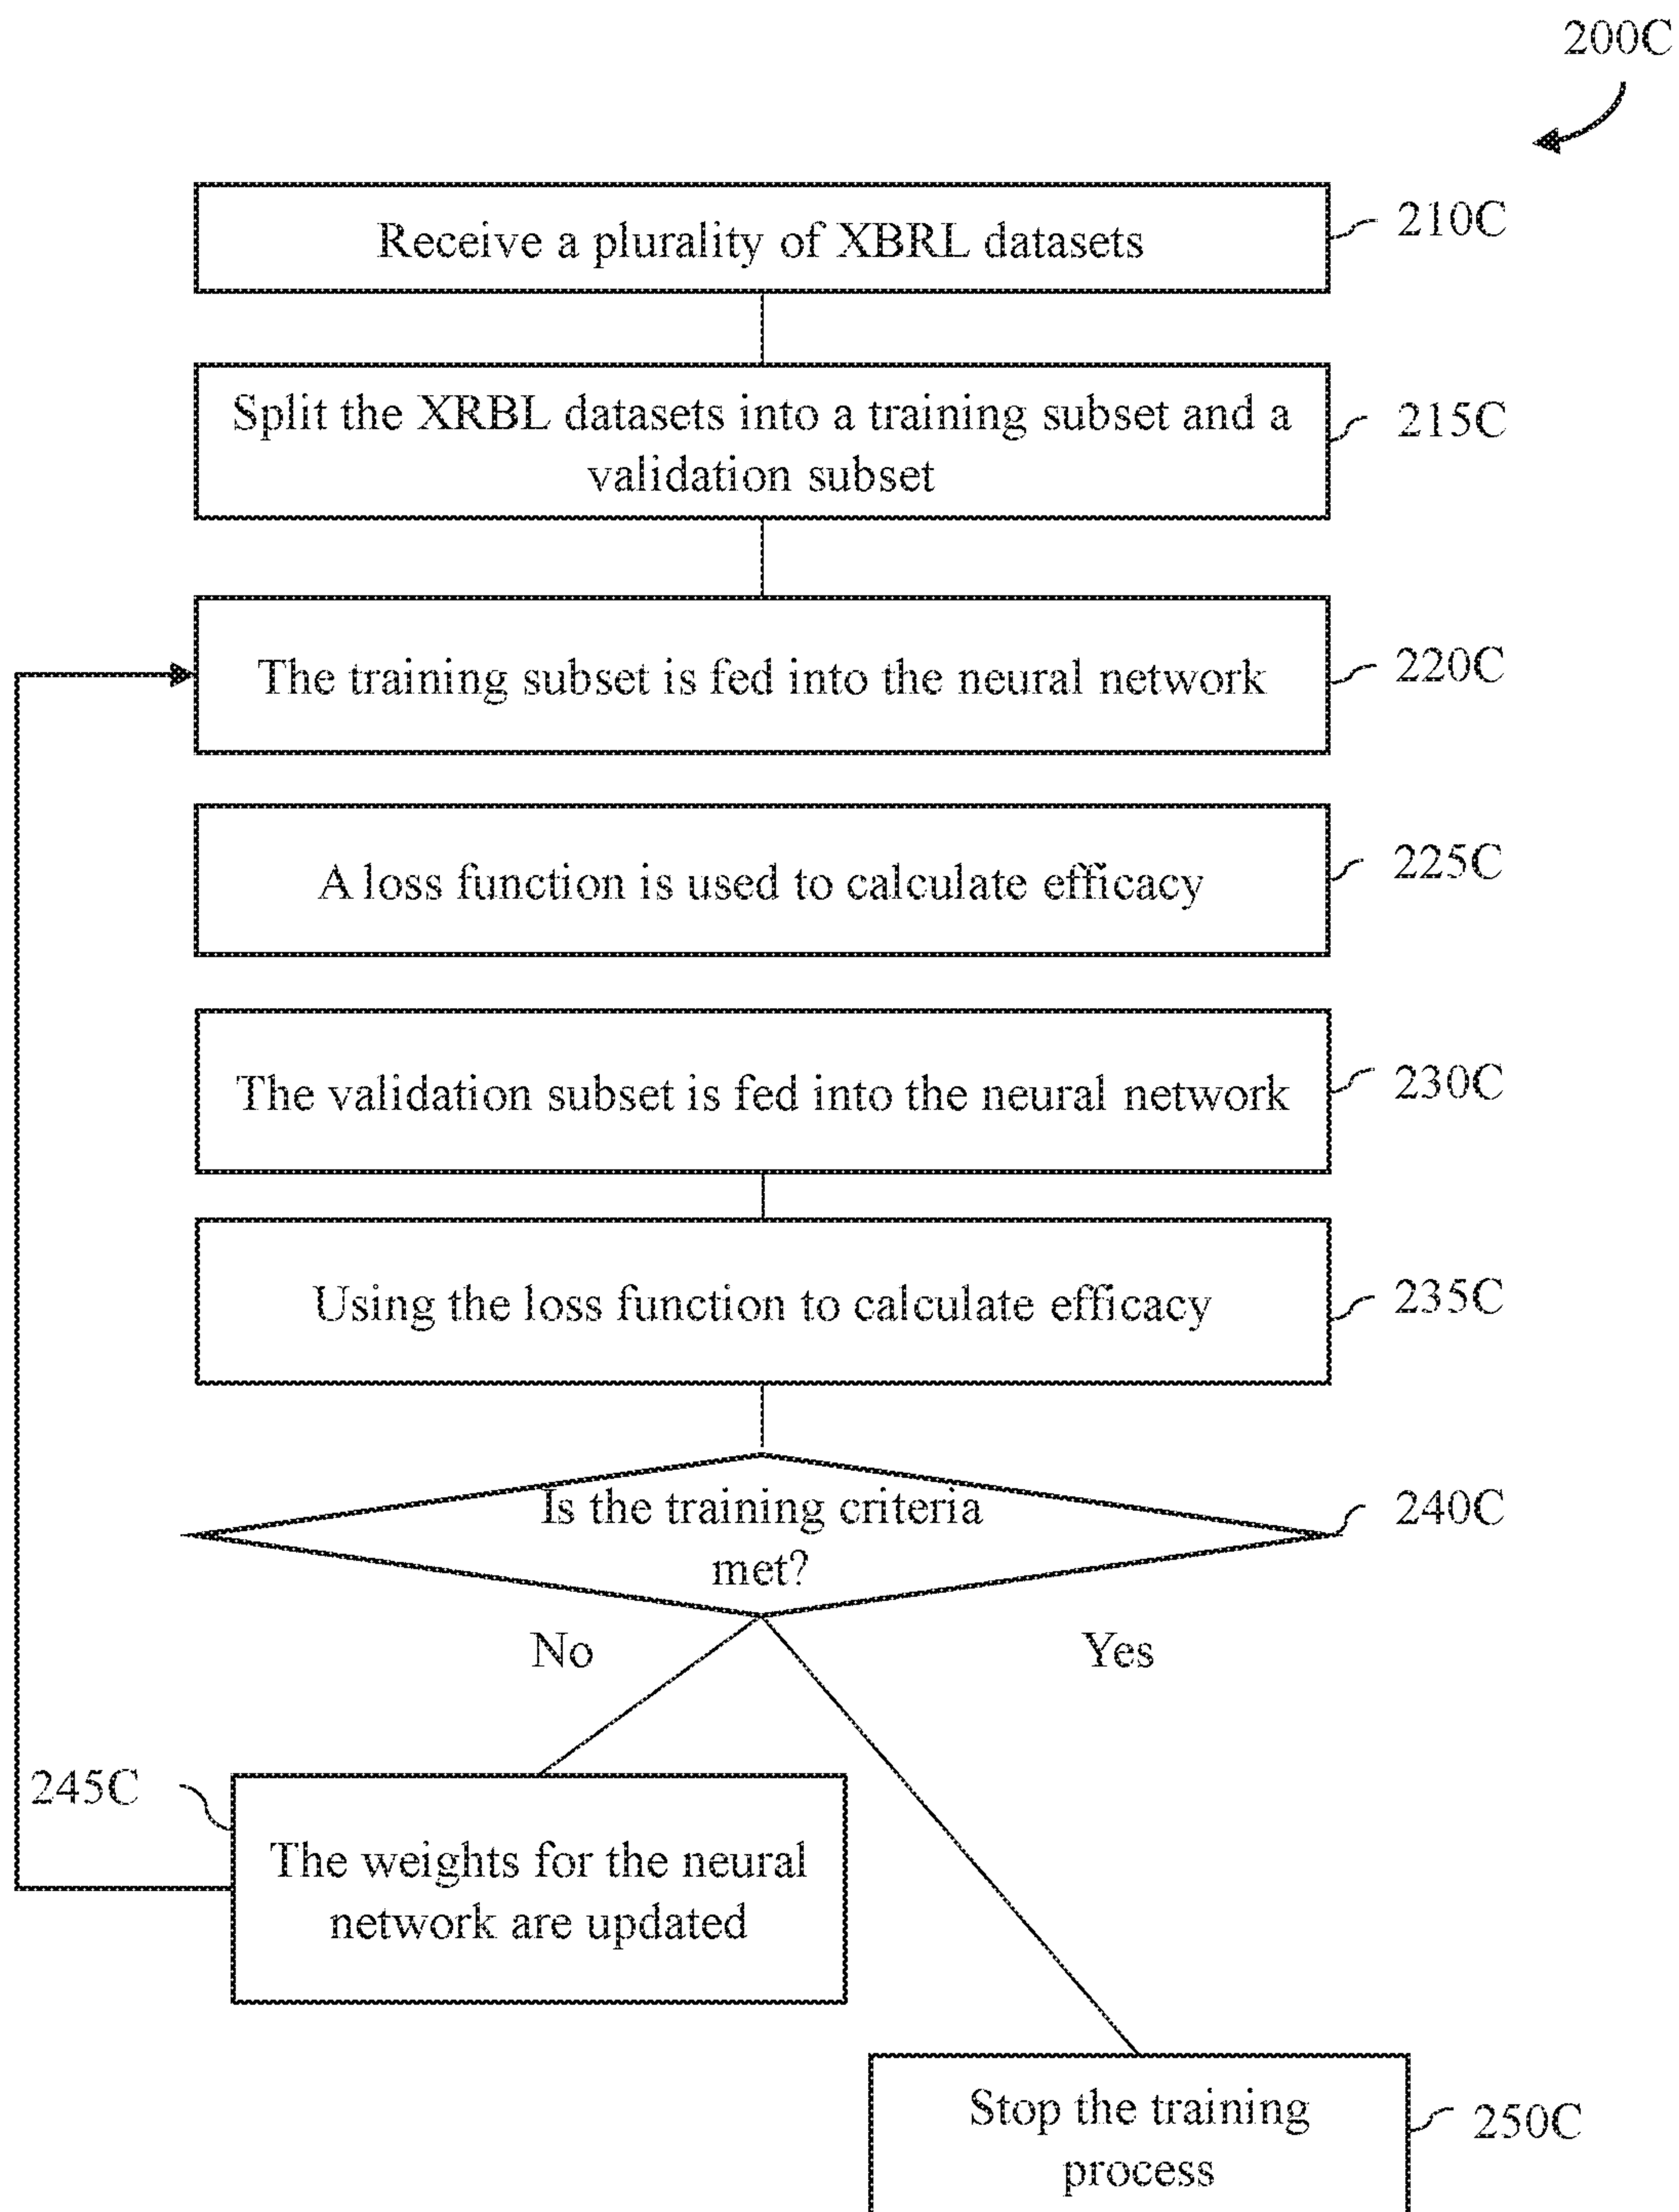 200C
Receive a plurality of XBRL datasets
210C
Split the XRBL datasets into a training subset and a
validation subset
215C
The training subset is fed into the neural network
220C
A loss function is used to calculate efficacy
225C
The validation subset is fed into the neural network
230C
Using the loss function to calculate efficacy
235C
Is the training criteria
met?
240C
No
Yes
245C
The weights for the neural
network are updated
Stop the training
process
250C